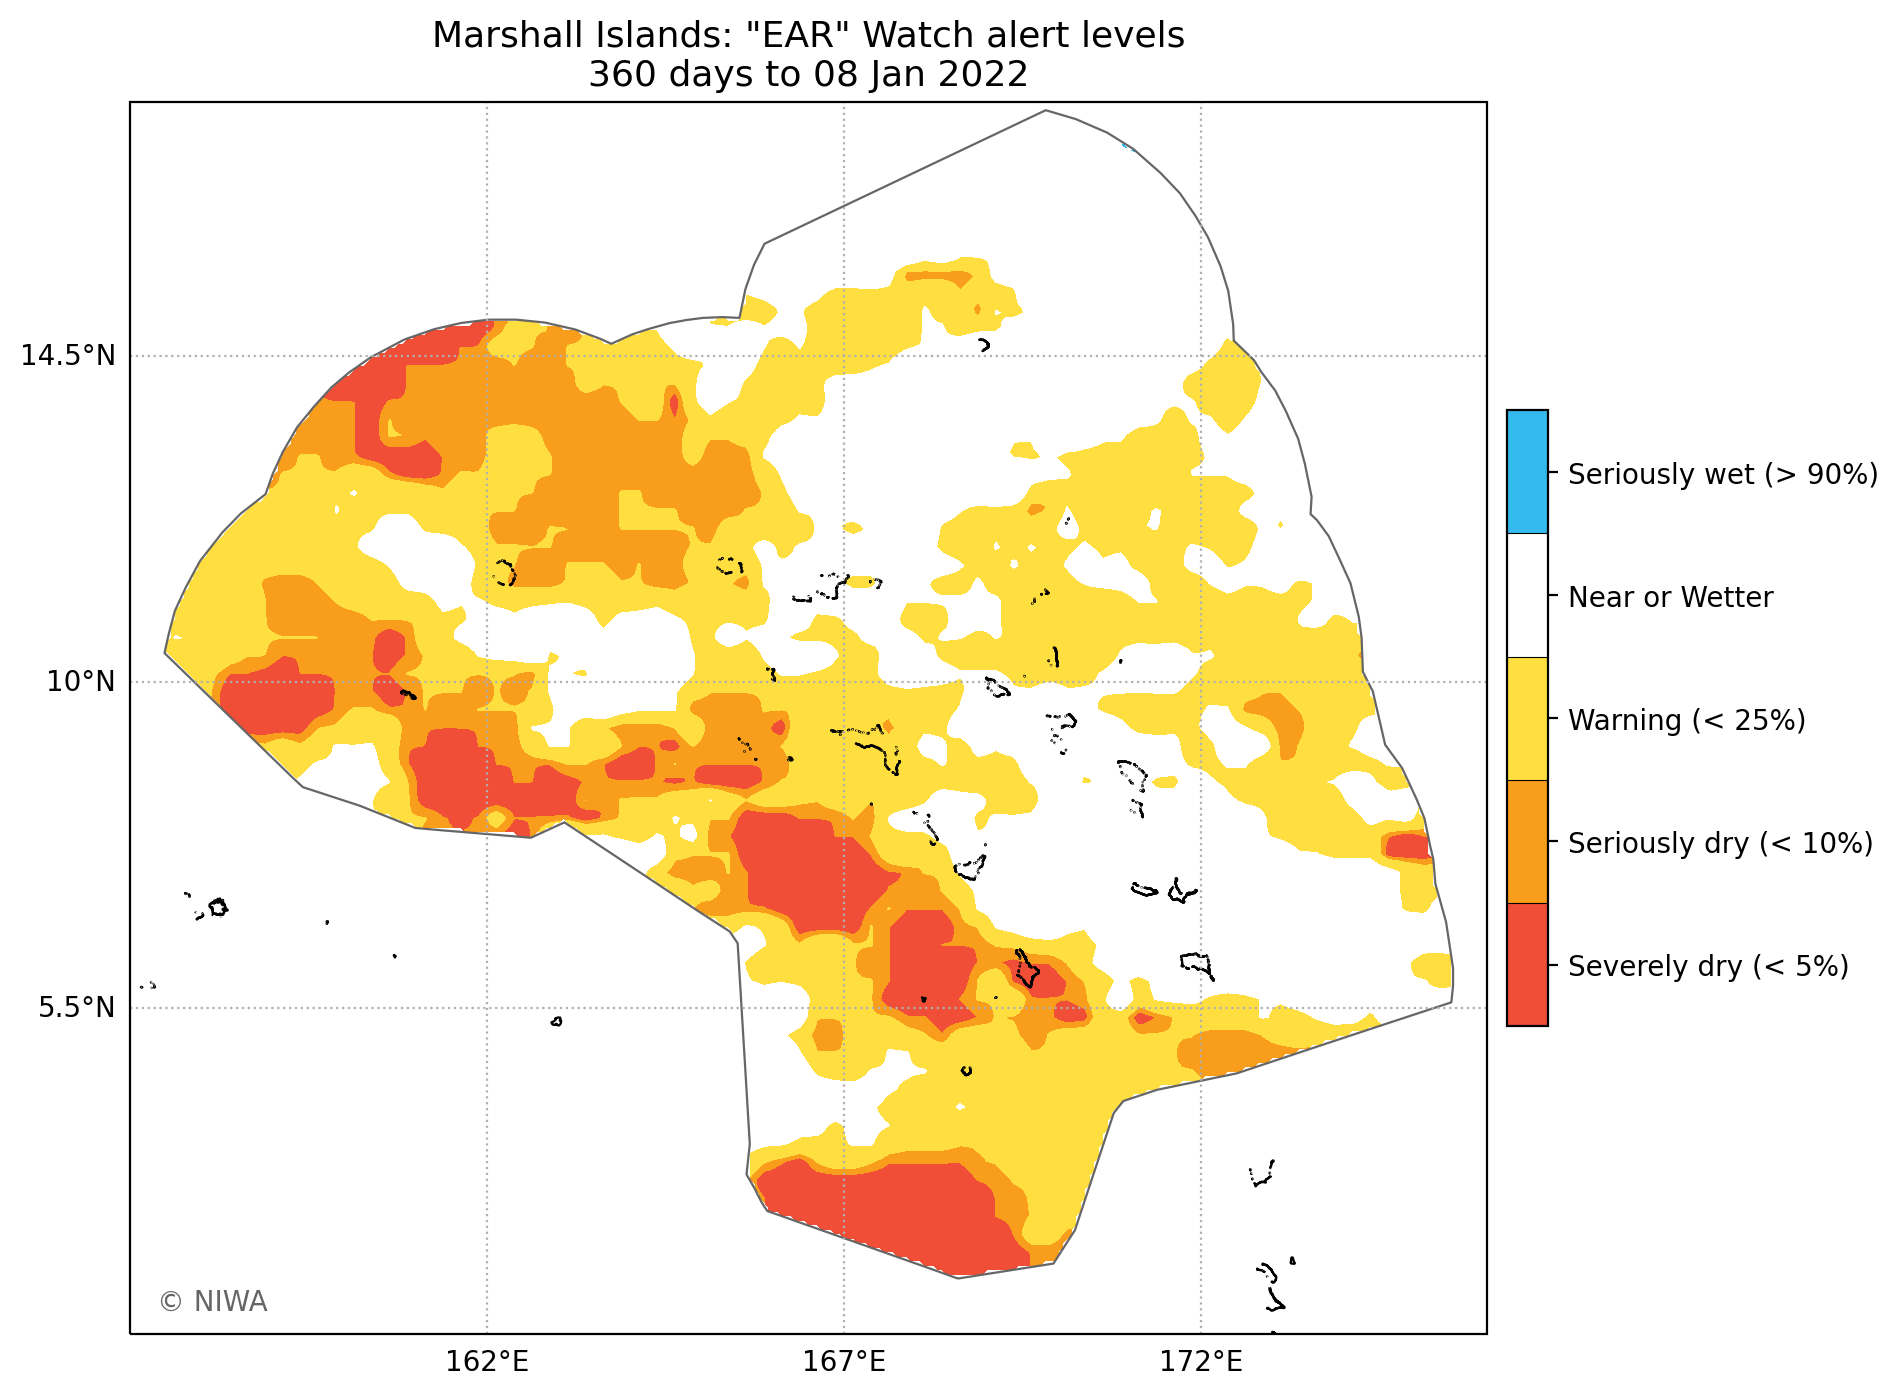 Marshall Islands: "EAR" Watch alert levels
360 days to 08 Jan 2022
14.5°N
10°N
5.5°N
162°E
167°E
172°E
Seriously wet (> 90%)
Near or Wetter
Warning (< 25%)
Seriously dry (< 10%)
Severely dry (< 5%)
© NIWA